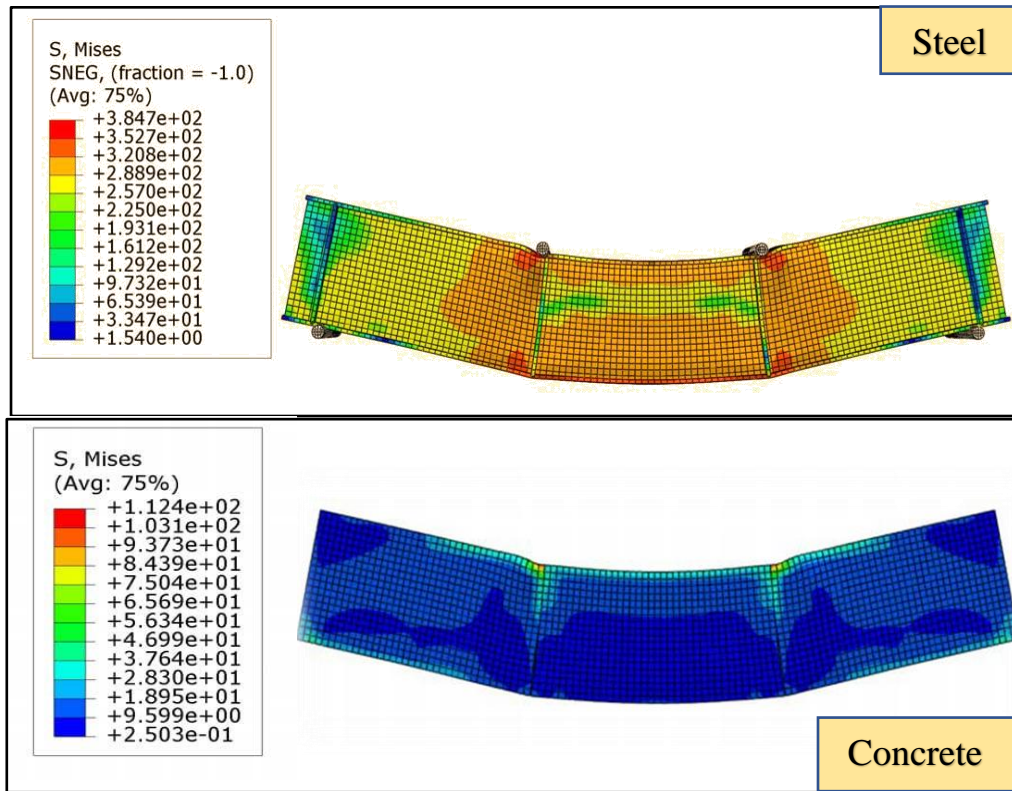 Steel
S, Mises
SNEG, (fraction = -1.0)
(Avg: 75%)
+3.847e+02
+3.527e+02
+3.208e+02
+2.889e+02
+2.570e+02
+2.250e+02
+1.931e+02
+1.612e+02
+1.292e+02
+9.732e+01
+6.539e+01
+3.347e+01
+1.540e+00
S, Mises
(Avg: 75%)
+1.124e+02
+1.031e+02
+9.373e+01
+8.439e+01
+7.504e+01
+6.569e+01
+5.634e+01
+4.699e+01
+3.764e+01
+2.830e+01
+1.895e+01
+9.599e+00
+2.503e-01
Concrete